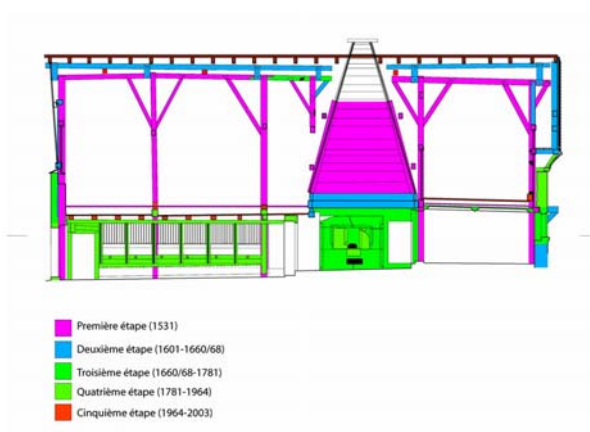 Première étape (1531)
Deuxième étape (1601-1660/68)
Troisième étape (1660/68-1781)
Quatrième étape (1781-1964)
Cinquième étape (1964-2003)